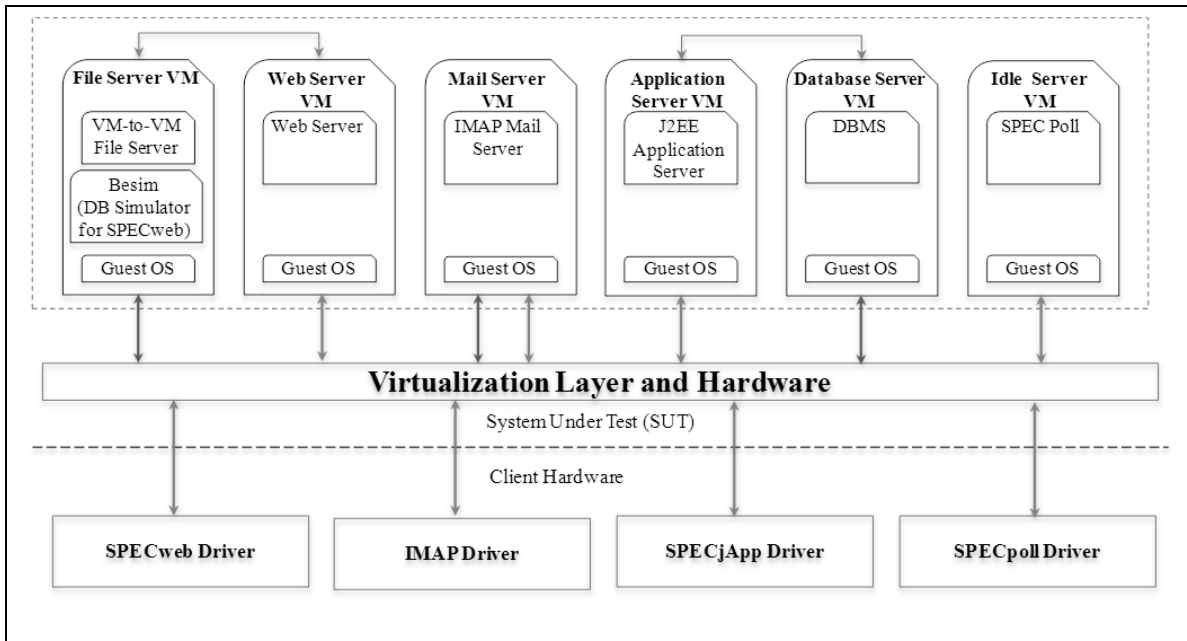 File Server VM
VM-to-VM
File Server
Besim
(DB Simulator
for SPECweb)
Guest OS
Web Server
VM
Web Server
Guest OS
Mail Server
VM
IMAP Mail
Server
Guest OS
Application
Server VM
J2EE
Application
Server
Guest OS
Database Server
VM
DBMS
Guest OS
Idle Server
VM
SPEC Poll
Guest OS
Virtualization Layer and Hardware
System Under Test (SUT)
Client Hardware
SPECweb Driver
IMAP Driver
SPECjApp Driver
SPECpoll Driver